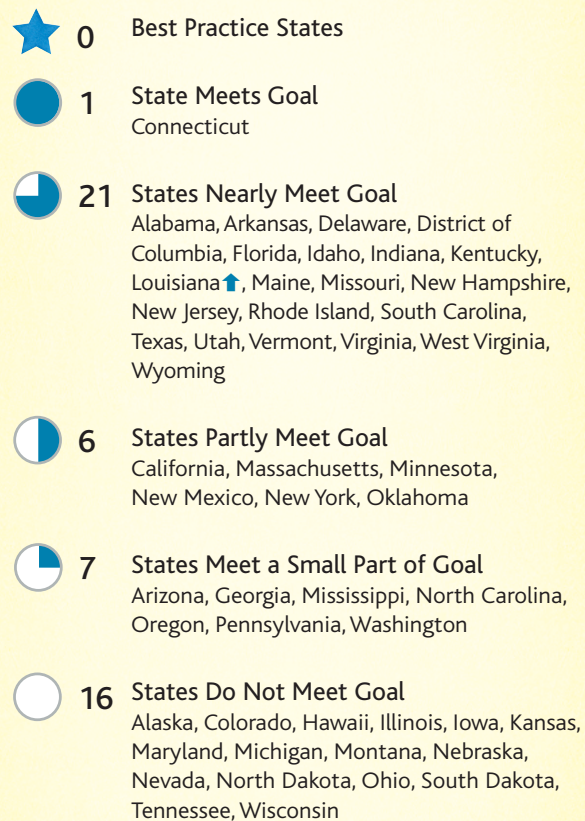 0 Best Practice States
1 State Meets Goal
Connecticut
21 States Nearly Meet Goal
Alabama, Arkansas, Delaware, District of
Columbia, Florida, Idaho, Indiana, Kentucky,
Louisiana⬆, Maine, Missouri, New Hampshire,
New Jersey, Rhode Island, South Carolina,
Texas, Utah, Vermont, Virginia, West Virginia,
Wyoming
6 States Partly Meet Goal
California, Massachusetts, Minnesota,
New Mexico, New York, Oklahoma
7 States Meet a Small Part of Goal
Arizona, Georgia, Mississippi, North Carolina,
Oregon, Pennsylvania, Washington
16 States Do Not Meet Goal
Alaska, Colorado, Hawaii, Illinois, Iowa, Kansas,
Maryland, Michigan, Montana, Nebraska,
Nevada, North Dakota, Ohio, South Dakota,
Tennessee, Wisconsin